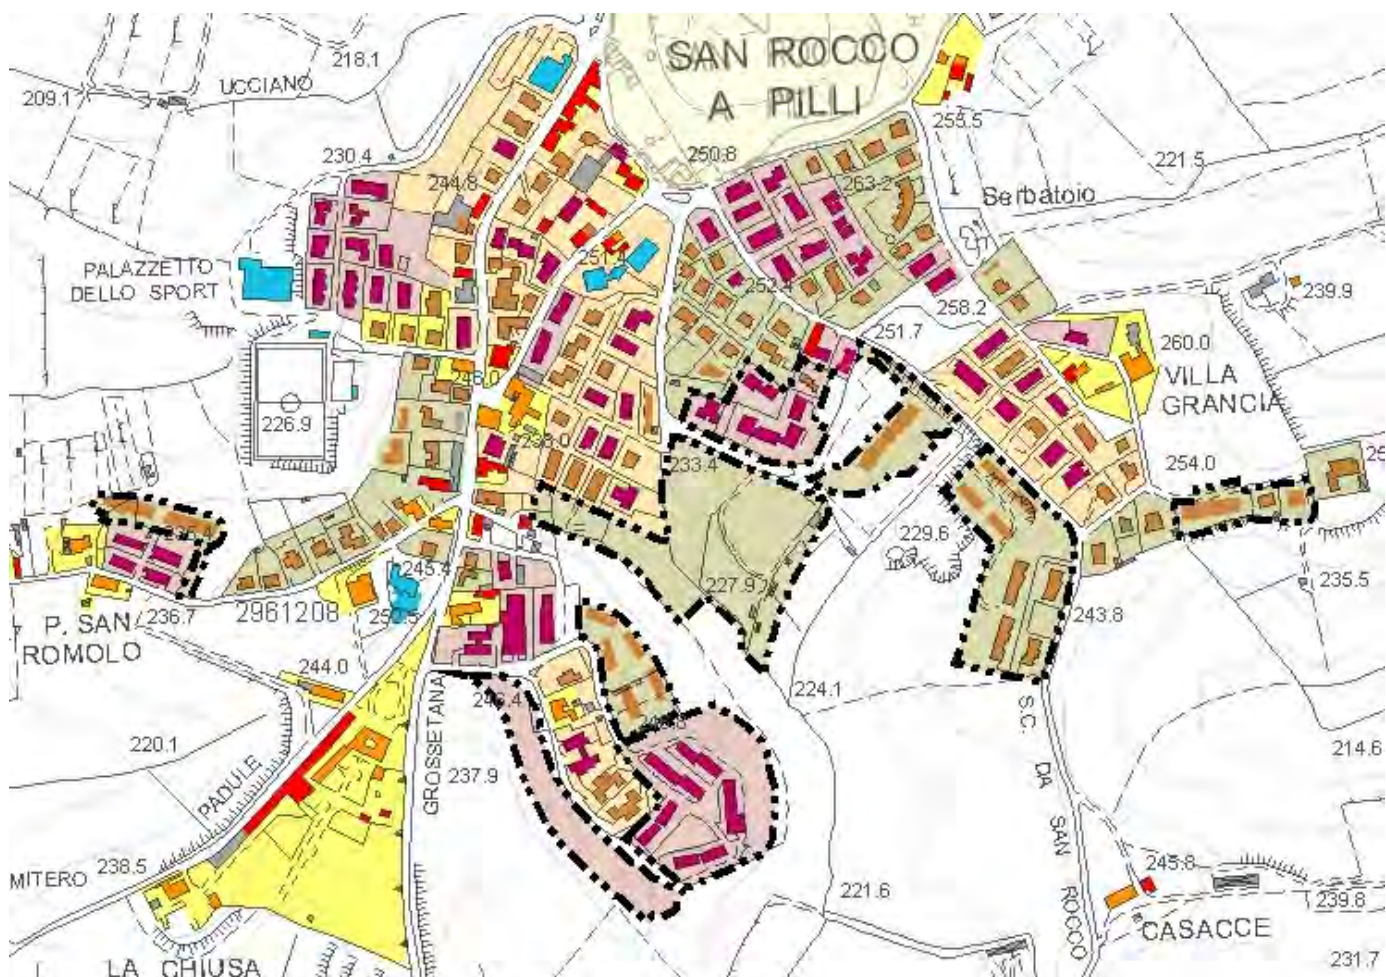 SAN ROCCO
A PILLI
218.1
UCCIANO
209.1
255.5
221.5
230.4
250.8
244.8
263.2
Serbatoio
PALAZZETTO
DELLO SPORT
252.4
258.2
239.9
251.7
260.0
VILLA
GRANCIA
226.9
233.4
254.0
229.6
227.9
235.5
245.4
236.7
2961208
243.8
P. SAN
ROMOLO
244.0
246.4
224.1
S.C.
DA
SAN
ROCCO
220.1
214.6
PADULE
GROSSETANA
237.9
238.5
MITERO
245.8
221.6
239.8
CASACCE
LA CHIUSA
231.7